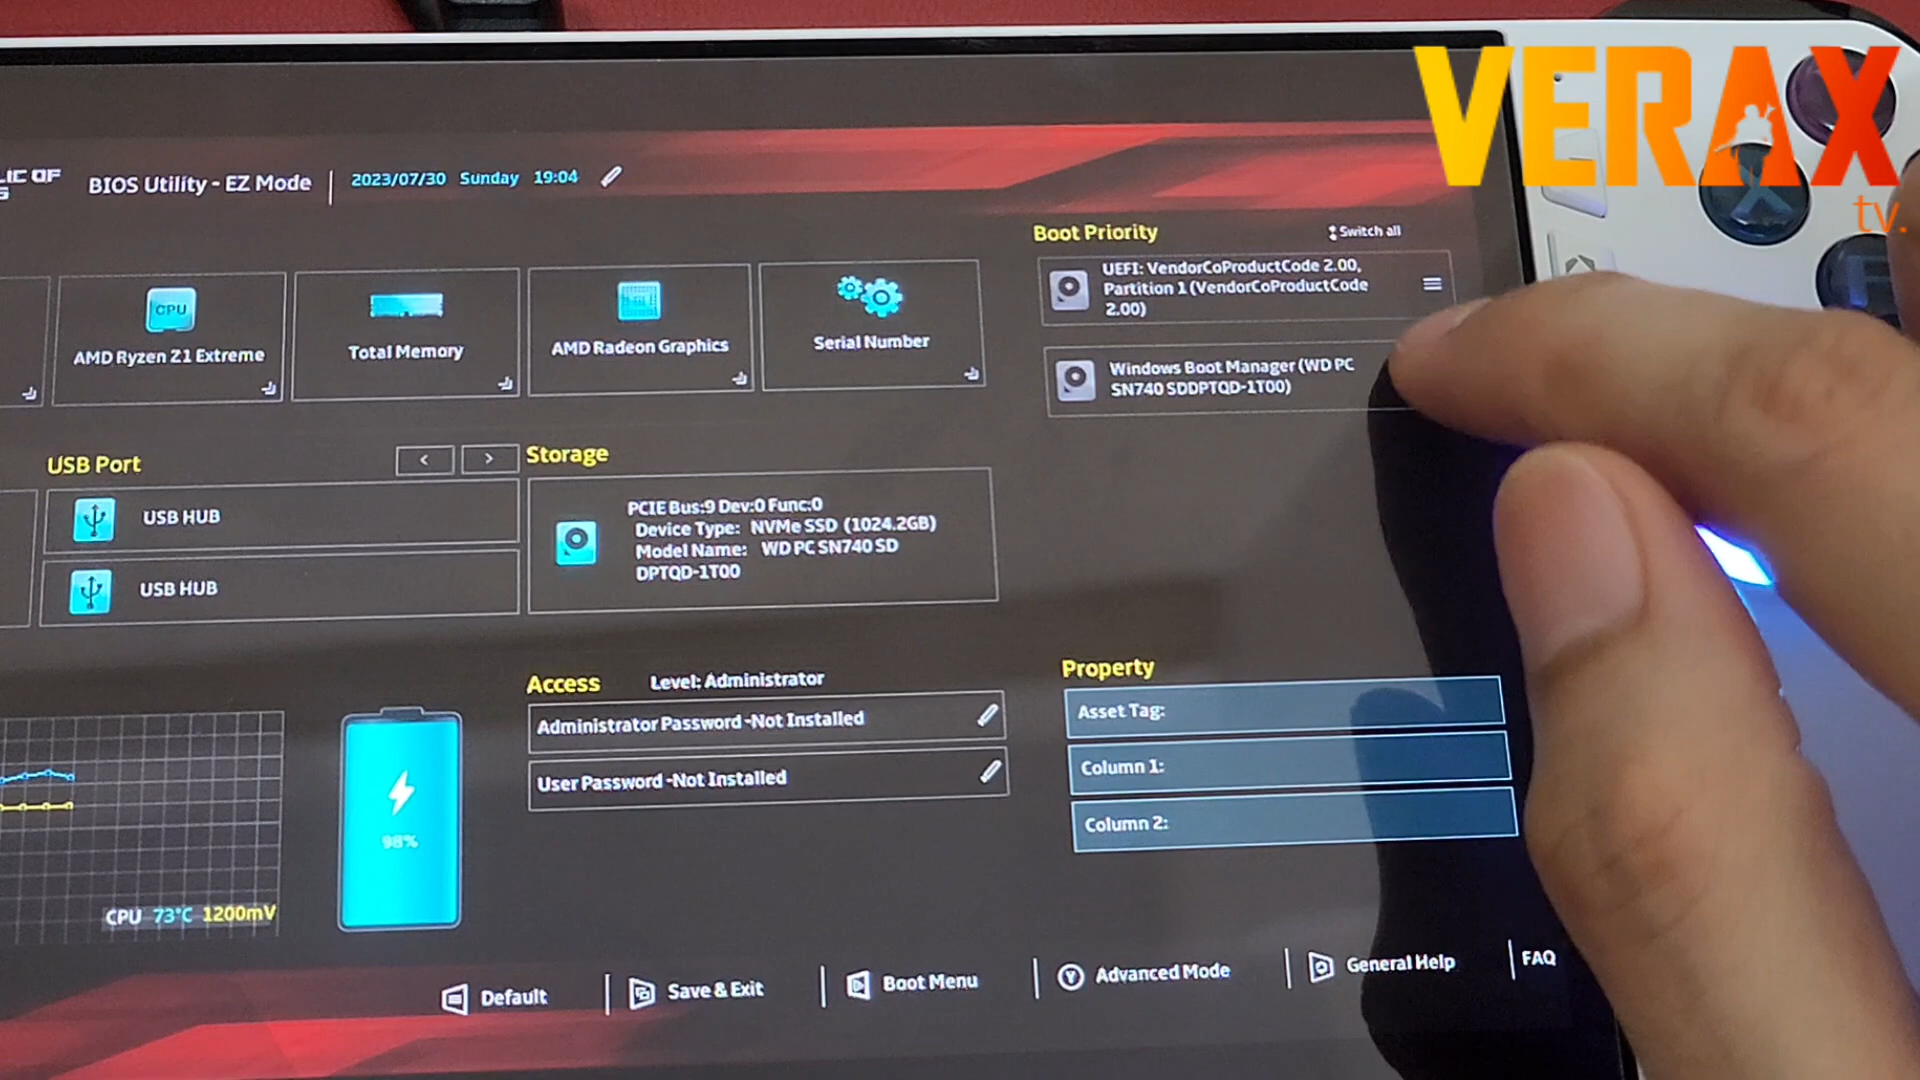 VERAX
tv.
BIOS Utility - EZ Mode
2023/07/30 Sunday 19:04
Boot Priority
Switch all
UEFI: VendorCoProductCode 2.00,
Partition 1 (VendorCoProductCode
2.00)
Windows Boot Manager (WD PC
SN740 SDDPTQD-1T00)
CPU
AMD Ryzen Z1 Extreme
Total Memory
AMD Radeon Graphics
Serial Number
USB Port
<
>
USB HUB
USB HUB
Storage
PCIE Bus:9 Dev:0 Func:0
Device Type: NVMe SSD (1024.2GB)
Model Name: WD PC SN740 SD
DPTQD-1T00
Access
Level: Administrator
Administrator Password -Not Installed
User Password -Not Installed
Property
Asset Tag:
Column 1:
Column 2:
98%
CPU 73°C 1200mV
Default
Save & Exit
Boot Menu
Y
Advanced Mode
General Help
FAQ